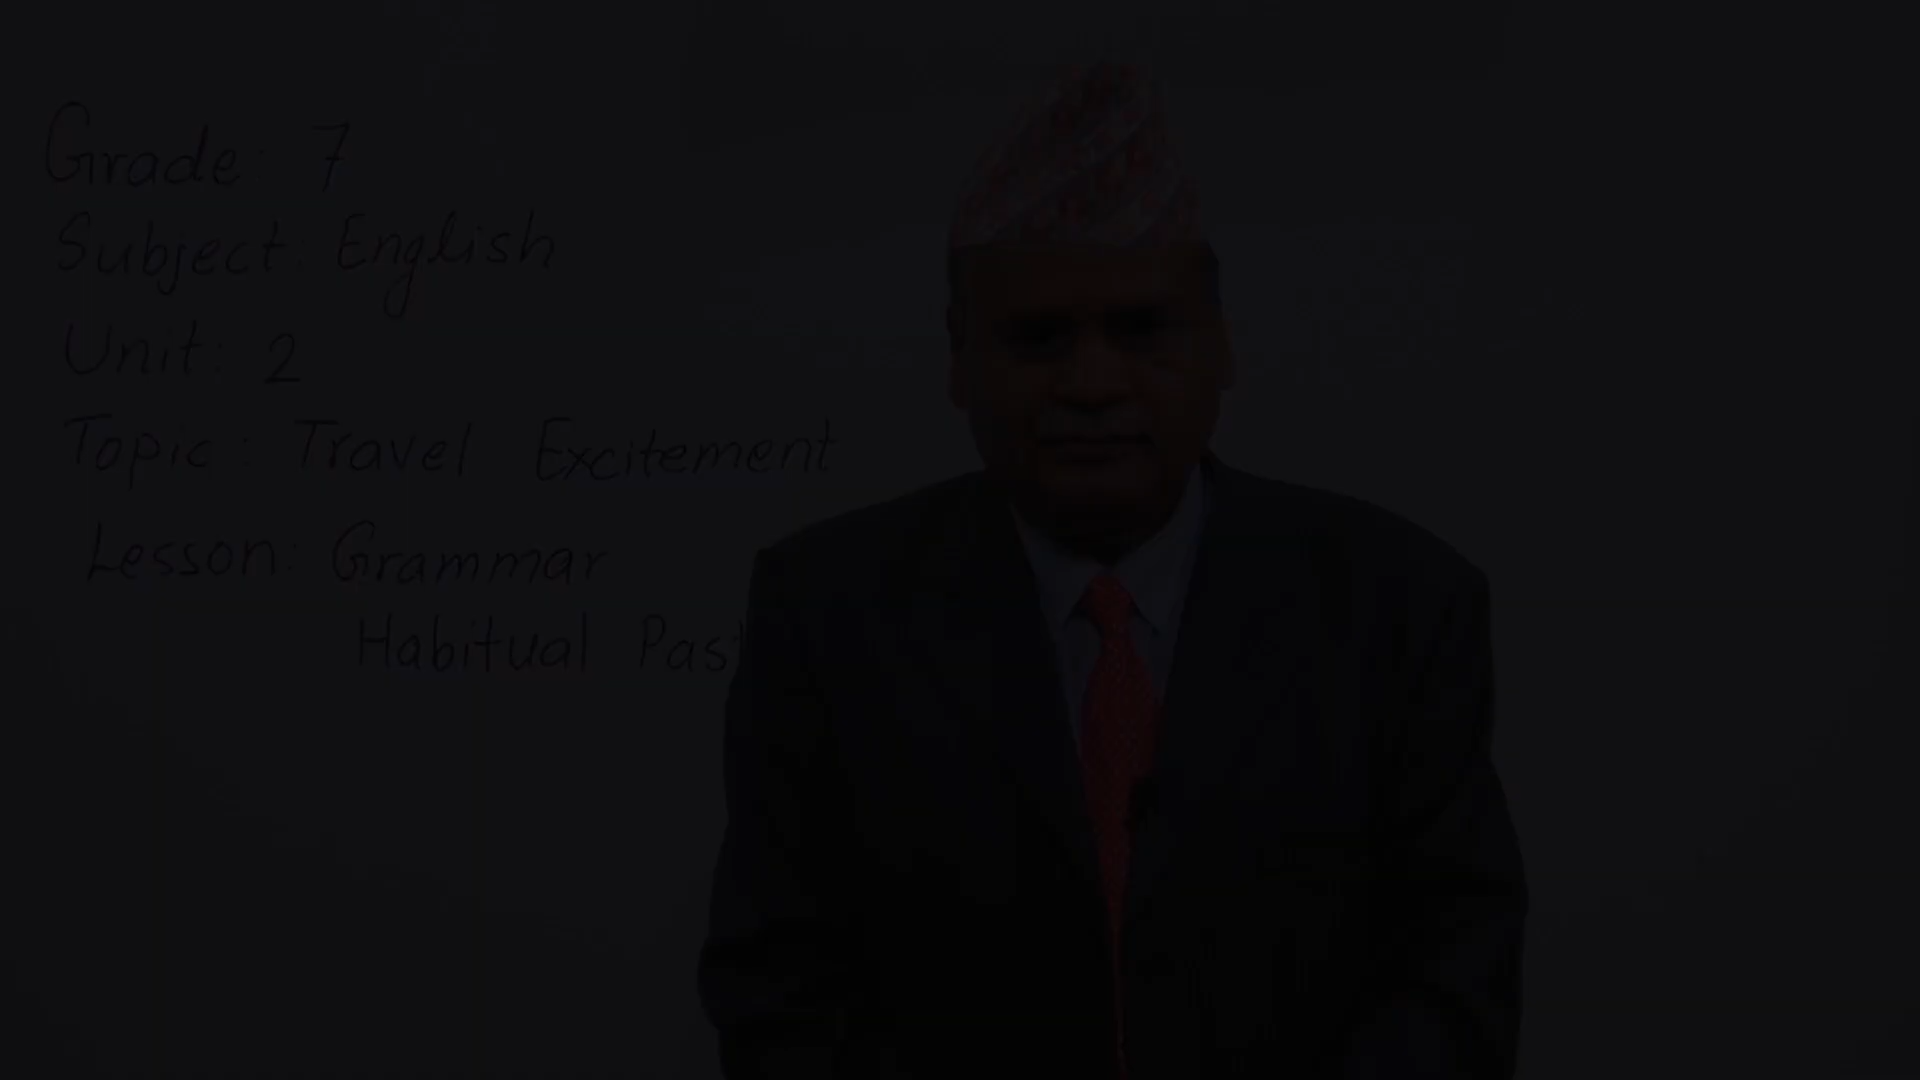 Grade: 7
Subject: English
Unit: 2
Topic: Travel Excitement
Lesson: Grammar
Habitual Past